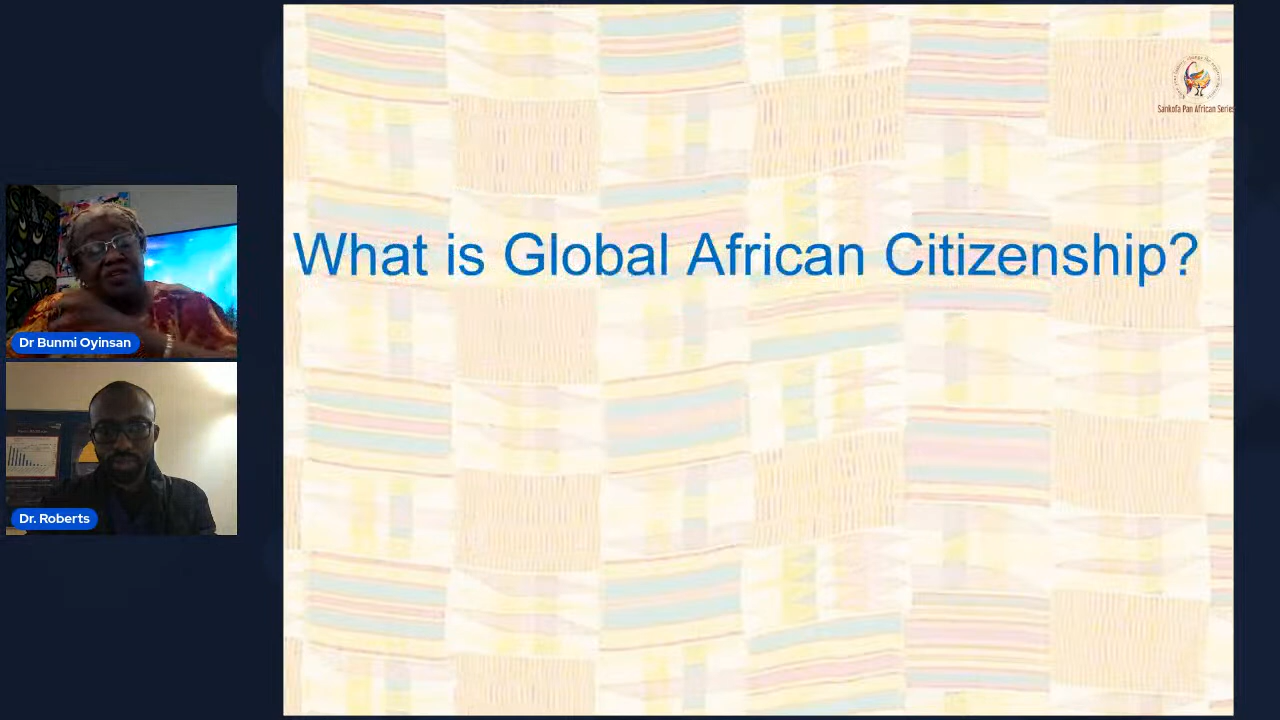 Sankofa Pan African Series
What is Global African Citizenship?
Dr Bunmi Oyinsan
Dr. Roberts